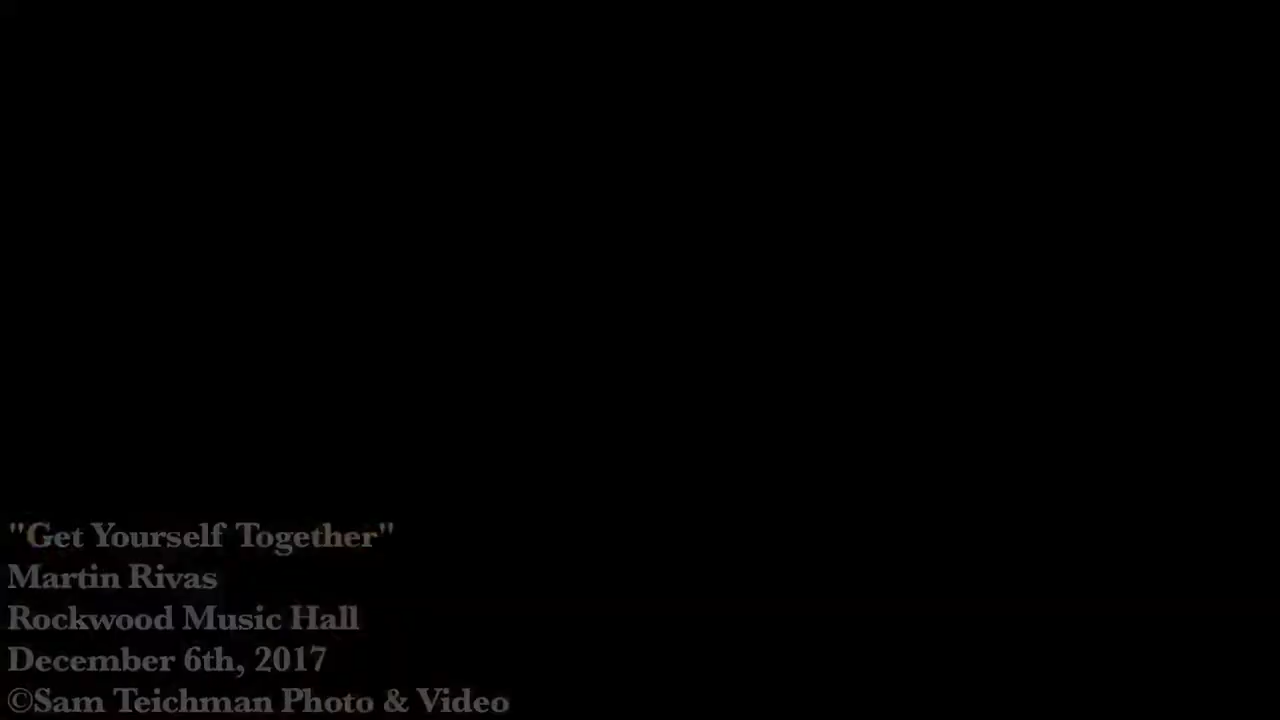 "Get Yourself Together"
Martin Rivas
Rockwood Music Hall
December 6th, 2017
©Sam Teichman Photo & Video